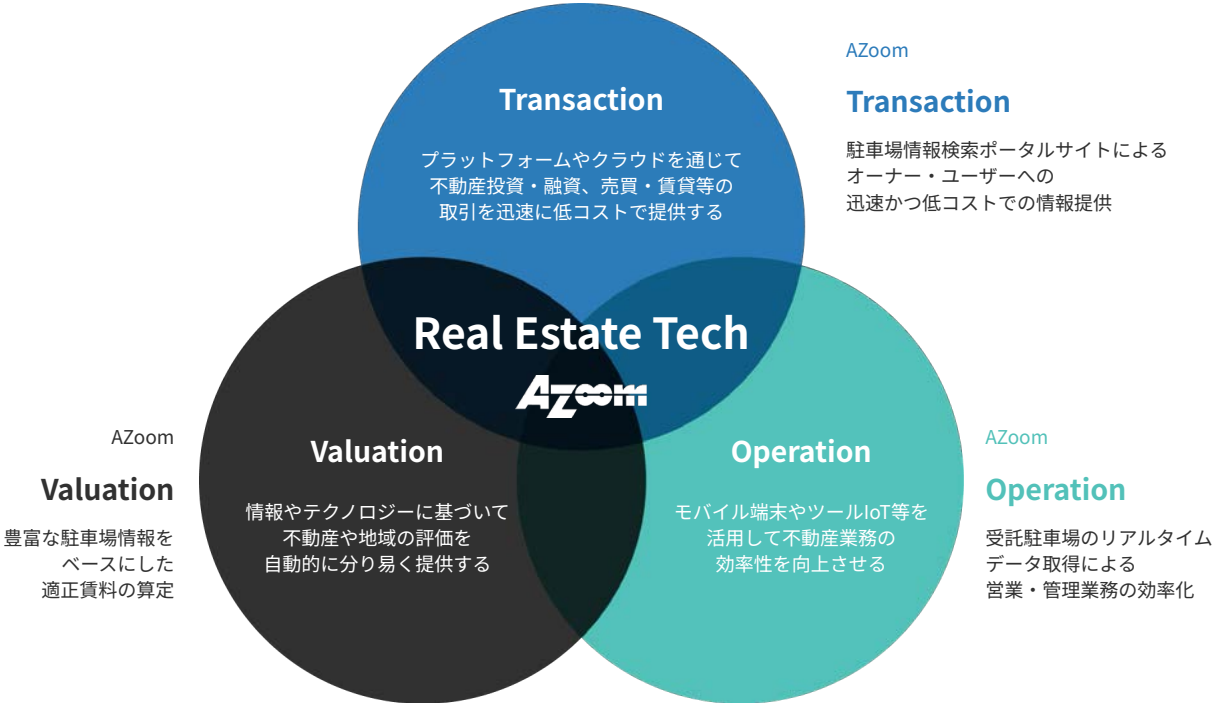 Transaction
プラットフォームやクラウドを通じて
不動産投資・融資、売買・賃貸等の
取引を迅速に低コストで提供する
AZoom
Transaction
駐車場情報検索ポータルサイトによる
オーナー・ユーザーへの
迅速かつ低コストでの情報提供
Real Estate Tech
AZoom
AZoom
Valuation
豊富な駐車場情報を
ベースにした
適正賃料の算定
Valuation
情報やテクノロジーに基づいて
不動産や地域の評価を
自動的に分り易く提供する
Operation
モバイル端末やツールIoT等を
活用して不動産業務の
効率性を向上させる
AZoom
Operation
受託駐車場のリアルタイム
データ取得による
営業・管理業務の効率化